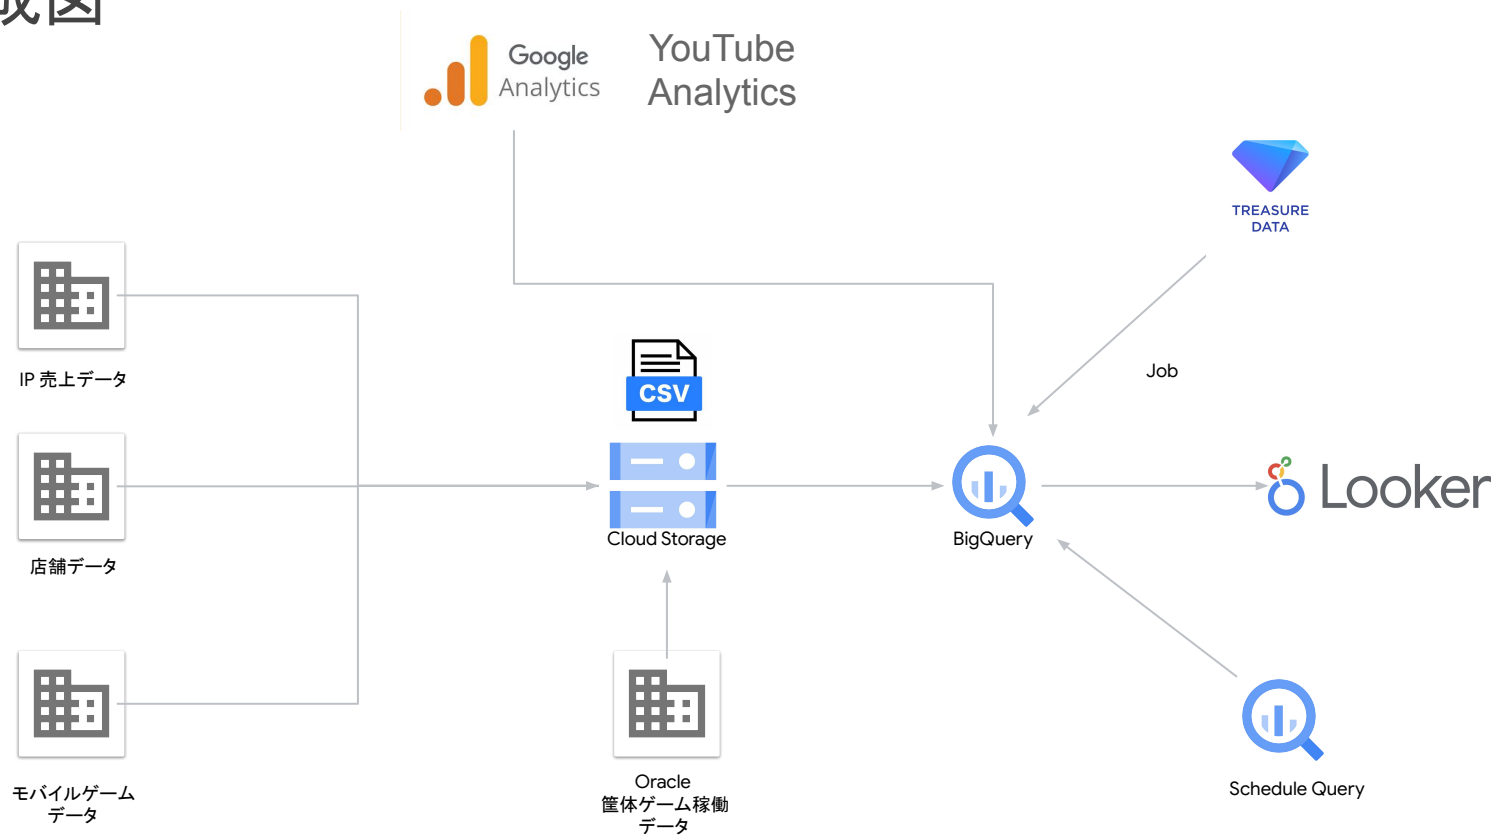 成図
Google
Analytics
YouTube
Analytics
TREASURE
DATA
IP 売上データ
CSV
Job
Looker
Cloud Storage
BigQuery
店舗データ
モバイルゲーム
データ
Oracle
筐体ゲーム稼働
データ
Schedule Query